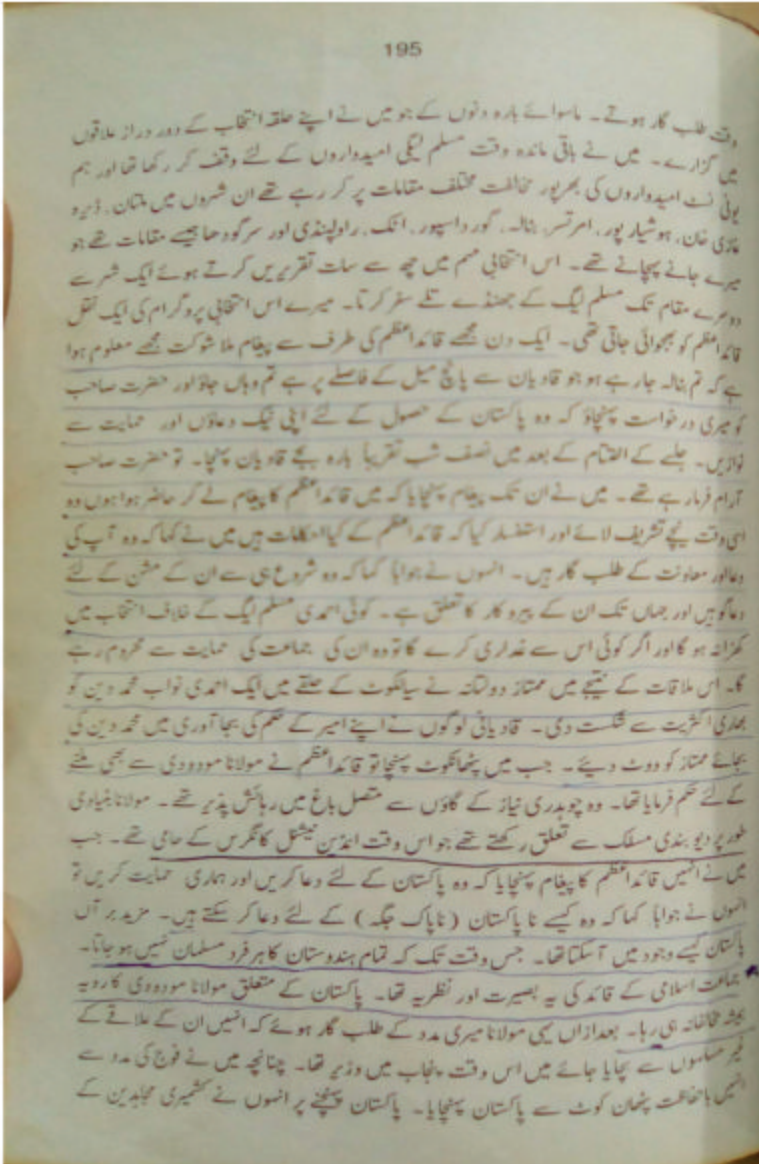 195
وقت طلب گار ہوتے۔ ماسوائے بارہ دنوں کے جو میں نے اپنے حلقہ انتخاب کے دور دراز علاقوں
میں گزارے۔ میں نے باقی ماندہ وقت مسلم لیگی امیدواروں کے لئے وقف کر رکھا تھا اور ہم
یونی نسٹ امیدواروں کی بھرپور مخالفت مختلف مقامات پر کر رہے تھے ان شہروں میں ملتان، ڈیرہ
غازی خان، ہوشیار پور، امرتسر، بٹالہ، گورداسپور، اٹک، راولپنڈی اور سرگودھا جیسے مقامات تھے جو
میرے جانے پہچانے تھے۔ اس انتخابی مہم میں چھ سے سات تقریریں کرتے ہوئے ایک شہر سے
دوسرے مقام تک مسلم لیگ کے جھنڈے تلے سفر کرتا۔ میرے اس انتخابی پروگرام کی ایک نقل
قائداعظم کو بھجوائی جاتی تھی۔ ایک دن مجھے قائداعظم کی طرف سے پیغام ملا شوکت مجھے معلوم ہوا
ہے کہ تم بٹالہ جا رہے ہو جو قادیان سے پانچ میل کے فاصلے پر ہے تم وہاں جاؤ اور حضرت صاحب
کو میری درخواست پہنچاؤ کہ وہ پاکستان کے حصول کے لئے اپنی نیک دعاؤں اور حمایت سے
نوازیں۔ جلسے کے اختتام کے بعد میں نصف شب تقریباً بارہ بجے قادیان پہنچا۔ تو حضرت صاحب
آرام فرما رہے تھے۔ میں نے ان تک پیغام پہنچایا کہ میں قائداعظم کا پیغام لے کر حاضر ہوا ہوں وہ
اسی وقت نیچے تشریف لائے اور استفسار کیا کہ قائداعظم کے کیا احکامات ہیں میں نے کہا کہ وہ آپ کی
دعا اور معاونت کے طلب گار ہیں۔ انہوں نے جواباً کہا کہ وہ شروع ہی سے ان کے مشن کے لئے
دعا گو ہیں اور جہاں تک ان کے پیروکار کا تعلق ہے۔ کوئی احمدی مسلم لیگ کے خلاف انتخاب میں
کھڑا نہ ہو گا اور اگر کوئی اس سے غداری کرے گا تو وہ ان کی جماعت کی حمایت سے محروم رہے
گا۔ اس ملاقات کے نتیجے میں ممتاز دولتانہ نے سیالکوٹ کے حلقے میں ایک احمدی نواب محمد دین کو
بھاری اکثریت سے شکست دی۔ قادیانی لوگوں نے اپنے امیر کے حکم کی بجا آوری میں محمد دین کی
بجائے ممتاز کو ووٹ دیئے۔ جب میں پٹھانکوٹ پہنچا تو قائداعظم نے مولانا مودودی سے بھی ملنے
کے لئے حکم فرمایا تھا۔ وہ چوہدری نیاز کے گاؤں سے متصل باغ میں رہائش پذیر تھے۔ مولانا بنیادی
طور پر دیوبندی مسلک سے تعلق رکھتے تھے جو اس وقت انڈین نیشنل کانگرس کے حامی تھے۔ جب
میں نے انہیں قائداعظم کا پیغام پہنچایا کہ وہ پاکستان کے لئے دعا کریں اور ہماری حمایت کریں تو
انہوں نے جواباً کہا کہ وہ کیسے نا پاکستان (ناپاک جگہ) کے لئے دعا کر سکتے ہیں۔ مزید بر آں
پاکستان کیسے وجود میں آ سکتا تھا۔ جس وقت تک کہ تمام ہندوستان کا ہر فرد مسلمان نہیں ہو جاتا۔
جماعت اسلامی کے قائد کی یہ بصیرت اور نظریہ تھا۔ پاکستان کے متعلق مولانا مودودی کا رویہ
ہمیشہ مخالفانہ ہی رہا۔ بعدازاں یہی مولانا میری مدد کے طلب گار ہوئے کہ انہیں ان کے علاقے کے
غیر مسلموں سے بچایا جائے میں اس وقت پنجاب میں وزیر تھا۔ چنانچہ میں نے فوج کی مدد سے
انہیں باحفاظت پٹھان کوٹ سے پاکستان پہنچایا۔ پاکستان پہنچنے پر انہوں نے کشمیری مجاہدین کے